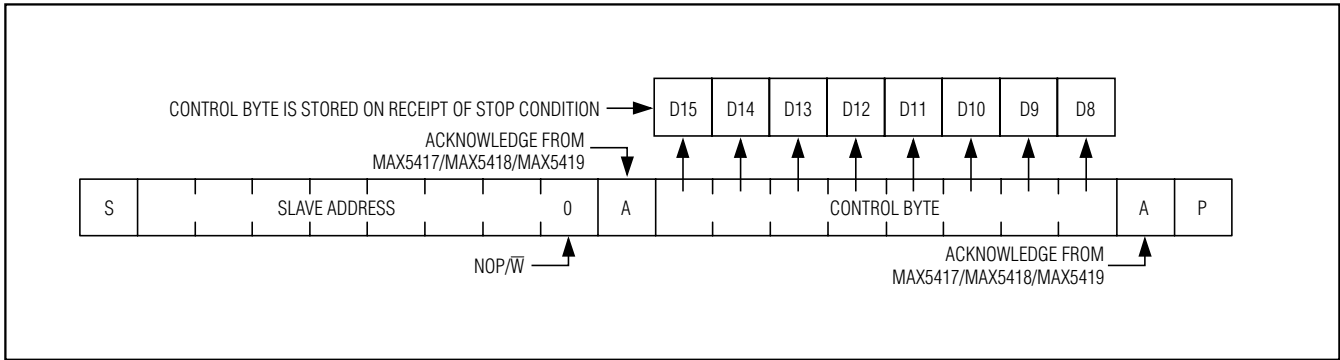 CONTROL BYTE IS STORED ON RECEIPT OF STOP CONDITION D15 D14 D13 D12 D11 D10 D9 D8
ACKNOWLEDGE FROM
MAX5417/MAX5418/MAX5419
S SLAVE ADDRESS 0 A CONTROL BYTE A P
NOP/W̅
ACKNOWLEDGE FROM
MAX5417/MAX5418/MAX5419